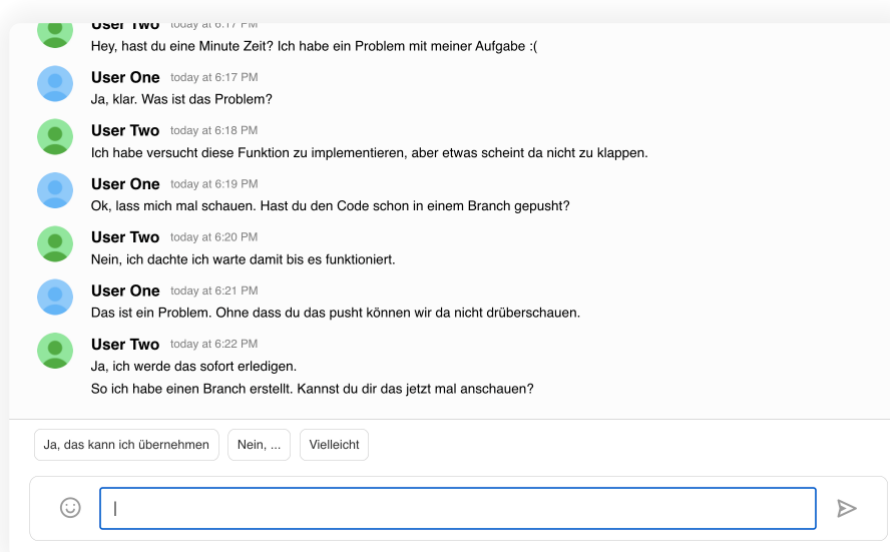 User Two today at 6:17 PM
Hey, hast du eine Minute Zeit? Ich habe ein Problem mit meiner Aufgabe :(
User One today at 6:17 PM
Ja, klar. Was ist das Problem?
User Two today at 6:18 PM
Ich habe versucht diese Funktion zu implementieren, aber etwas scheint da nicht zu klappen.
User One today at 6:19 PM
Ok, lass mich mal schauen. Hast du den Code schon in einem Branch gepusht?
User Two today at 6:20 PM
Nein, ich dachte ich warte damit bis es funktioniert.
User One today at 6:21 PM
Das ist ein Problem. Ohne dass du das pusht können wir da nicht drüberschauen.
User Two today at 6:22 PM
Ja, ich werde das sofort erledigen.
So ich habe einen Branch erstellt. Kannst du dir das jetzt mal anschauen?
Ja, das kann ich übernehmen Nein, ... Vielleicht